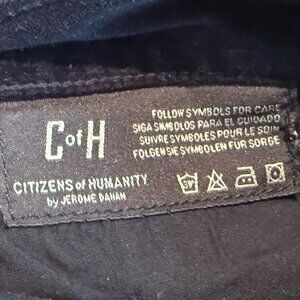 C of H
CITIZENS of HUMANITY
by JEROME DAHAN
FOLLOW SYMBOLS FOR CARE
SIGA SIMBOLOS PARA EL CUIDADO
SUIVRE SYMBOLES POUR LE SOIN
FOLGEN SIE SYMBOLEN FUR SORGE